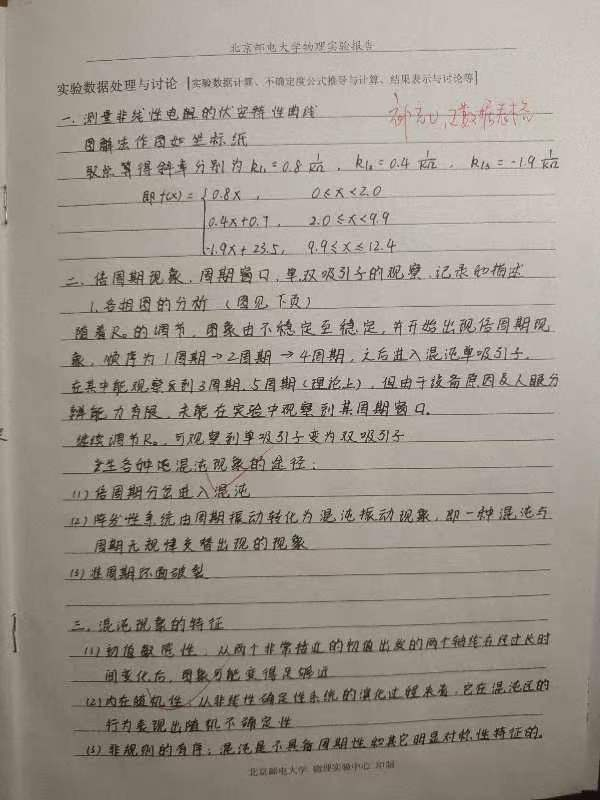 北京邮电大学物理实验报告
实验数据处理与讨论 [实验数据计算、不确定度公式推导与计算、结果表示与讨论等]
一、测量非线性电阻的伏安特性曲线
图解法作图如坐标纸
取点算得斜率分别为 k₁₁=0.8 1/kΩ、k₁₂=0.4 1/kΩ、k₁₃=-1.9 1/kΩ
即 f(x)= { 0.8x, 0≤x<2.0
0.4x+0.7, 2.0≤x<9.9
-1.9x+23.5, 9.9≤x≤12.4
二、倍周期现象、周期窗口、单双吸引子的观察、记录和描述
1、各相图的分析（图见下页）
随着R₀的调节，图象由不稳定至稳定，并开始出现倍周期现
象，顺序为1周期→2周期→4周期，之后进入混沌单吸引子，
在其中能观察到3周期、5周期（理论上），但由于设备原因及人眼分
辨能力有限，未能在实验中观察到某周期窗口。
继续调节R₀，可观察到单吸引子变为双吸引子
产生各种混沌现象的途径：
(1) 倍周期分岔进入混沌
(2) 阵发性系统由周期振动转化为混沌振动现象，即一种混沌与
周期无规律交替出现的现象
(3) 准周期环面破裂
三、混沌现象的特征
(1) 初值敏感性：从两个非常接近的初值出发的两个轨线在经过长时
间变化后，图象可能变得足够远
(2) 内在随机性：从非线性确定性系统的演化过程来看，它在混沌区的
行为表现出随机不确定性
(3) 非规则的有序：混沌是不具备周期性和其它明显对称性特征的。
北京邮电大学 物理实验中心 印制